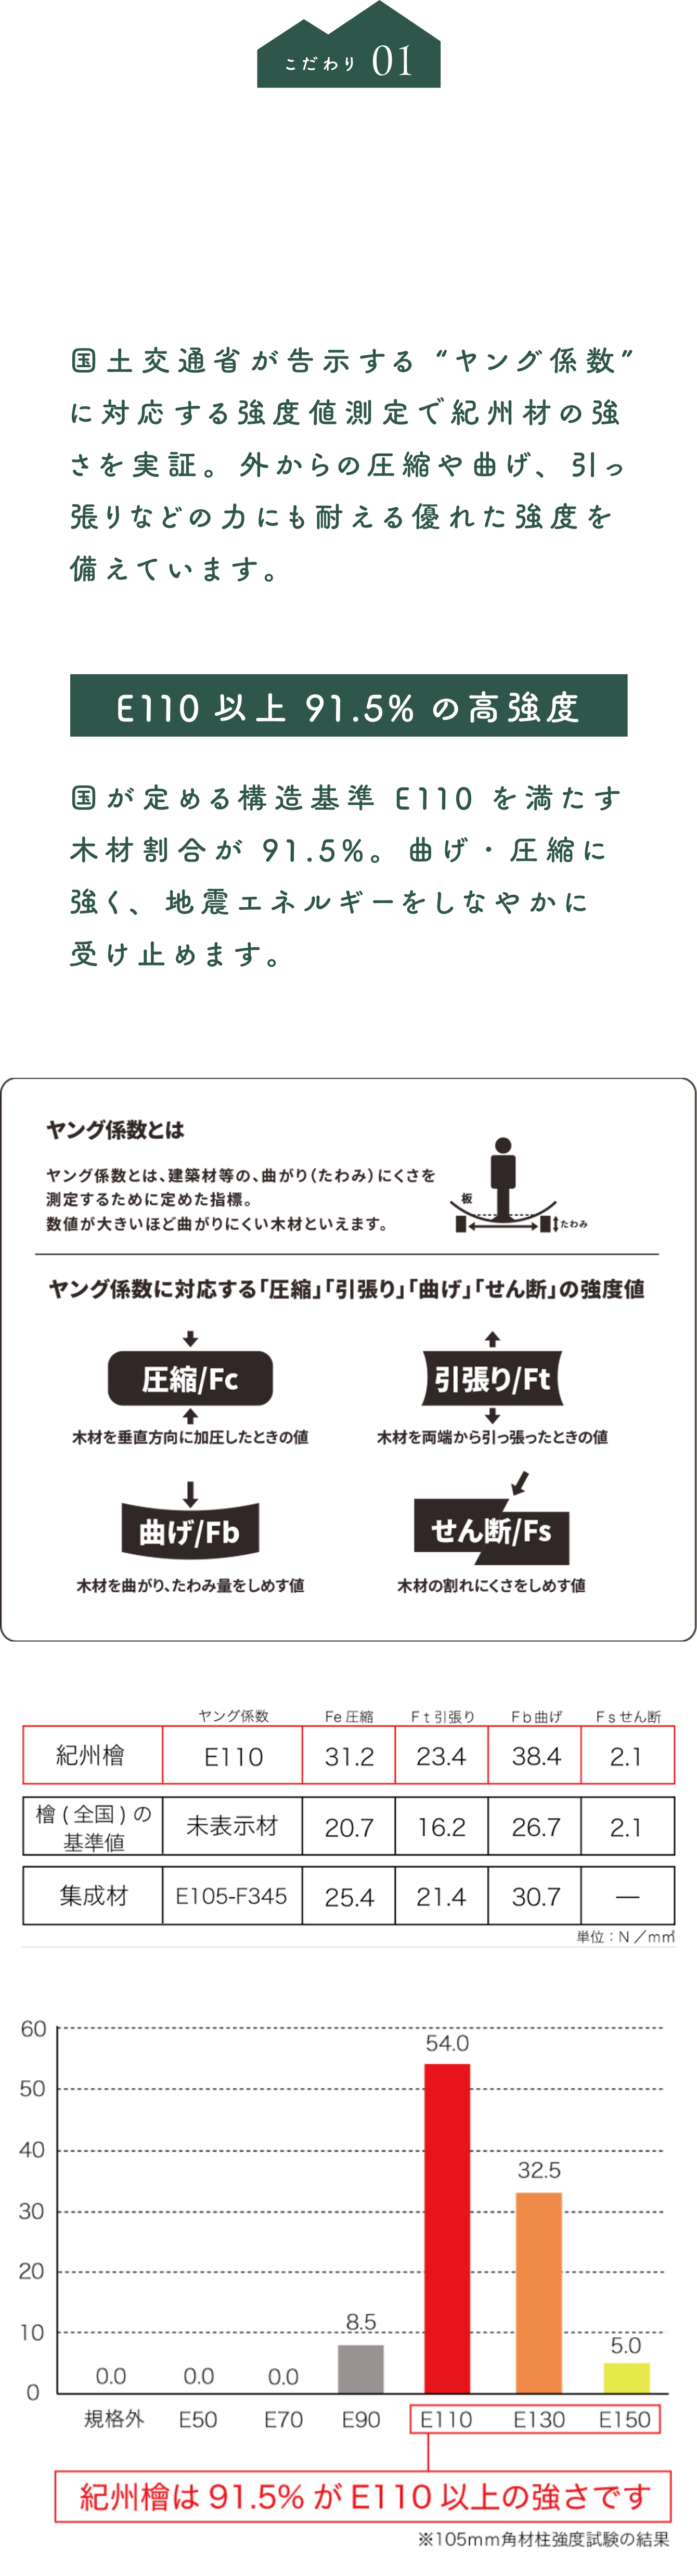 こだわり 01
国土交通省が告示する “ヤング係数”
に対応する強度値測定で紀州材の強
さを実証。外からの圧縮や曲げ、引っ
張りなどの力にも耐える優れた強度を
備えています。
E110 以上 91.5% の高強度
国が定める構造基準 E110 を満たす
木材割合が 91.5%。曲げ・圧縮に
強く、地震エネルギーをしなやかに
受け止めます。
ヤング係数とは
ヤング係数とは、建築材等の、曲がり（たわみ）にくさを
測定するために定めた指標。
数値が大きいほど曲がりにくい木材といえます。
板
たわみ
ヤング係数に対応する「圧縮」「引張り」「曲げ」「せん断」の強度値
圧縮/Fc 引張り/Ft
木材を垂直方向に加圧したときの値 木材を両端から引っ張ったときの値
曲げ/Fb せん断/Fs
木材を曲がり、たわみ量をしめす値 木材の割れにくさをしめす値
ヤング係数 Fe 圧縮 Ft引張り Fb曲げ Fsせん断
紀州檜 E110 31.2 23.4 38.4 2.1
檜 ( 全国 ) の
基準値 未表示材 20.7 16.2 26.7 2.1
集成材 E105-F345 25.4 21.4 30.7 —
単位：N ／m㎡
60
54.0
50
40
32.5
30
20
10
8.5
5.0
0.0 0.0 0.0
0
規格外 E50 E70 E90 E110 E130 E150
紀州檜は 91.5% が E110 以上の強さです
※105mm角材柱強度試験の結果